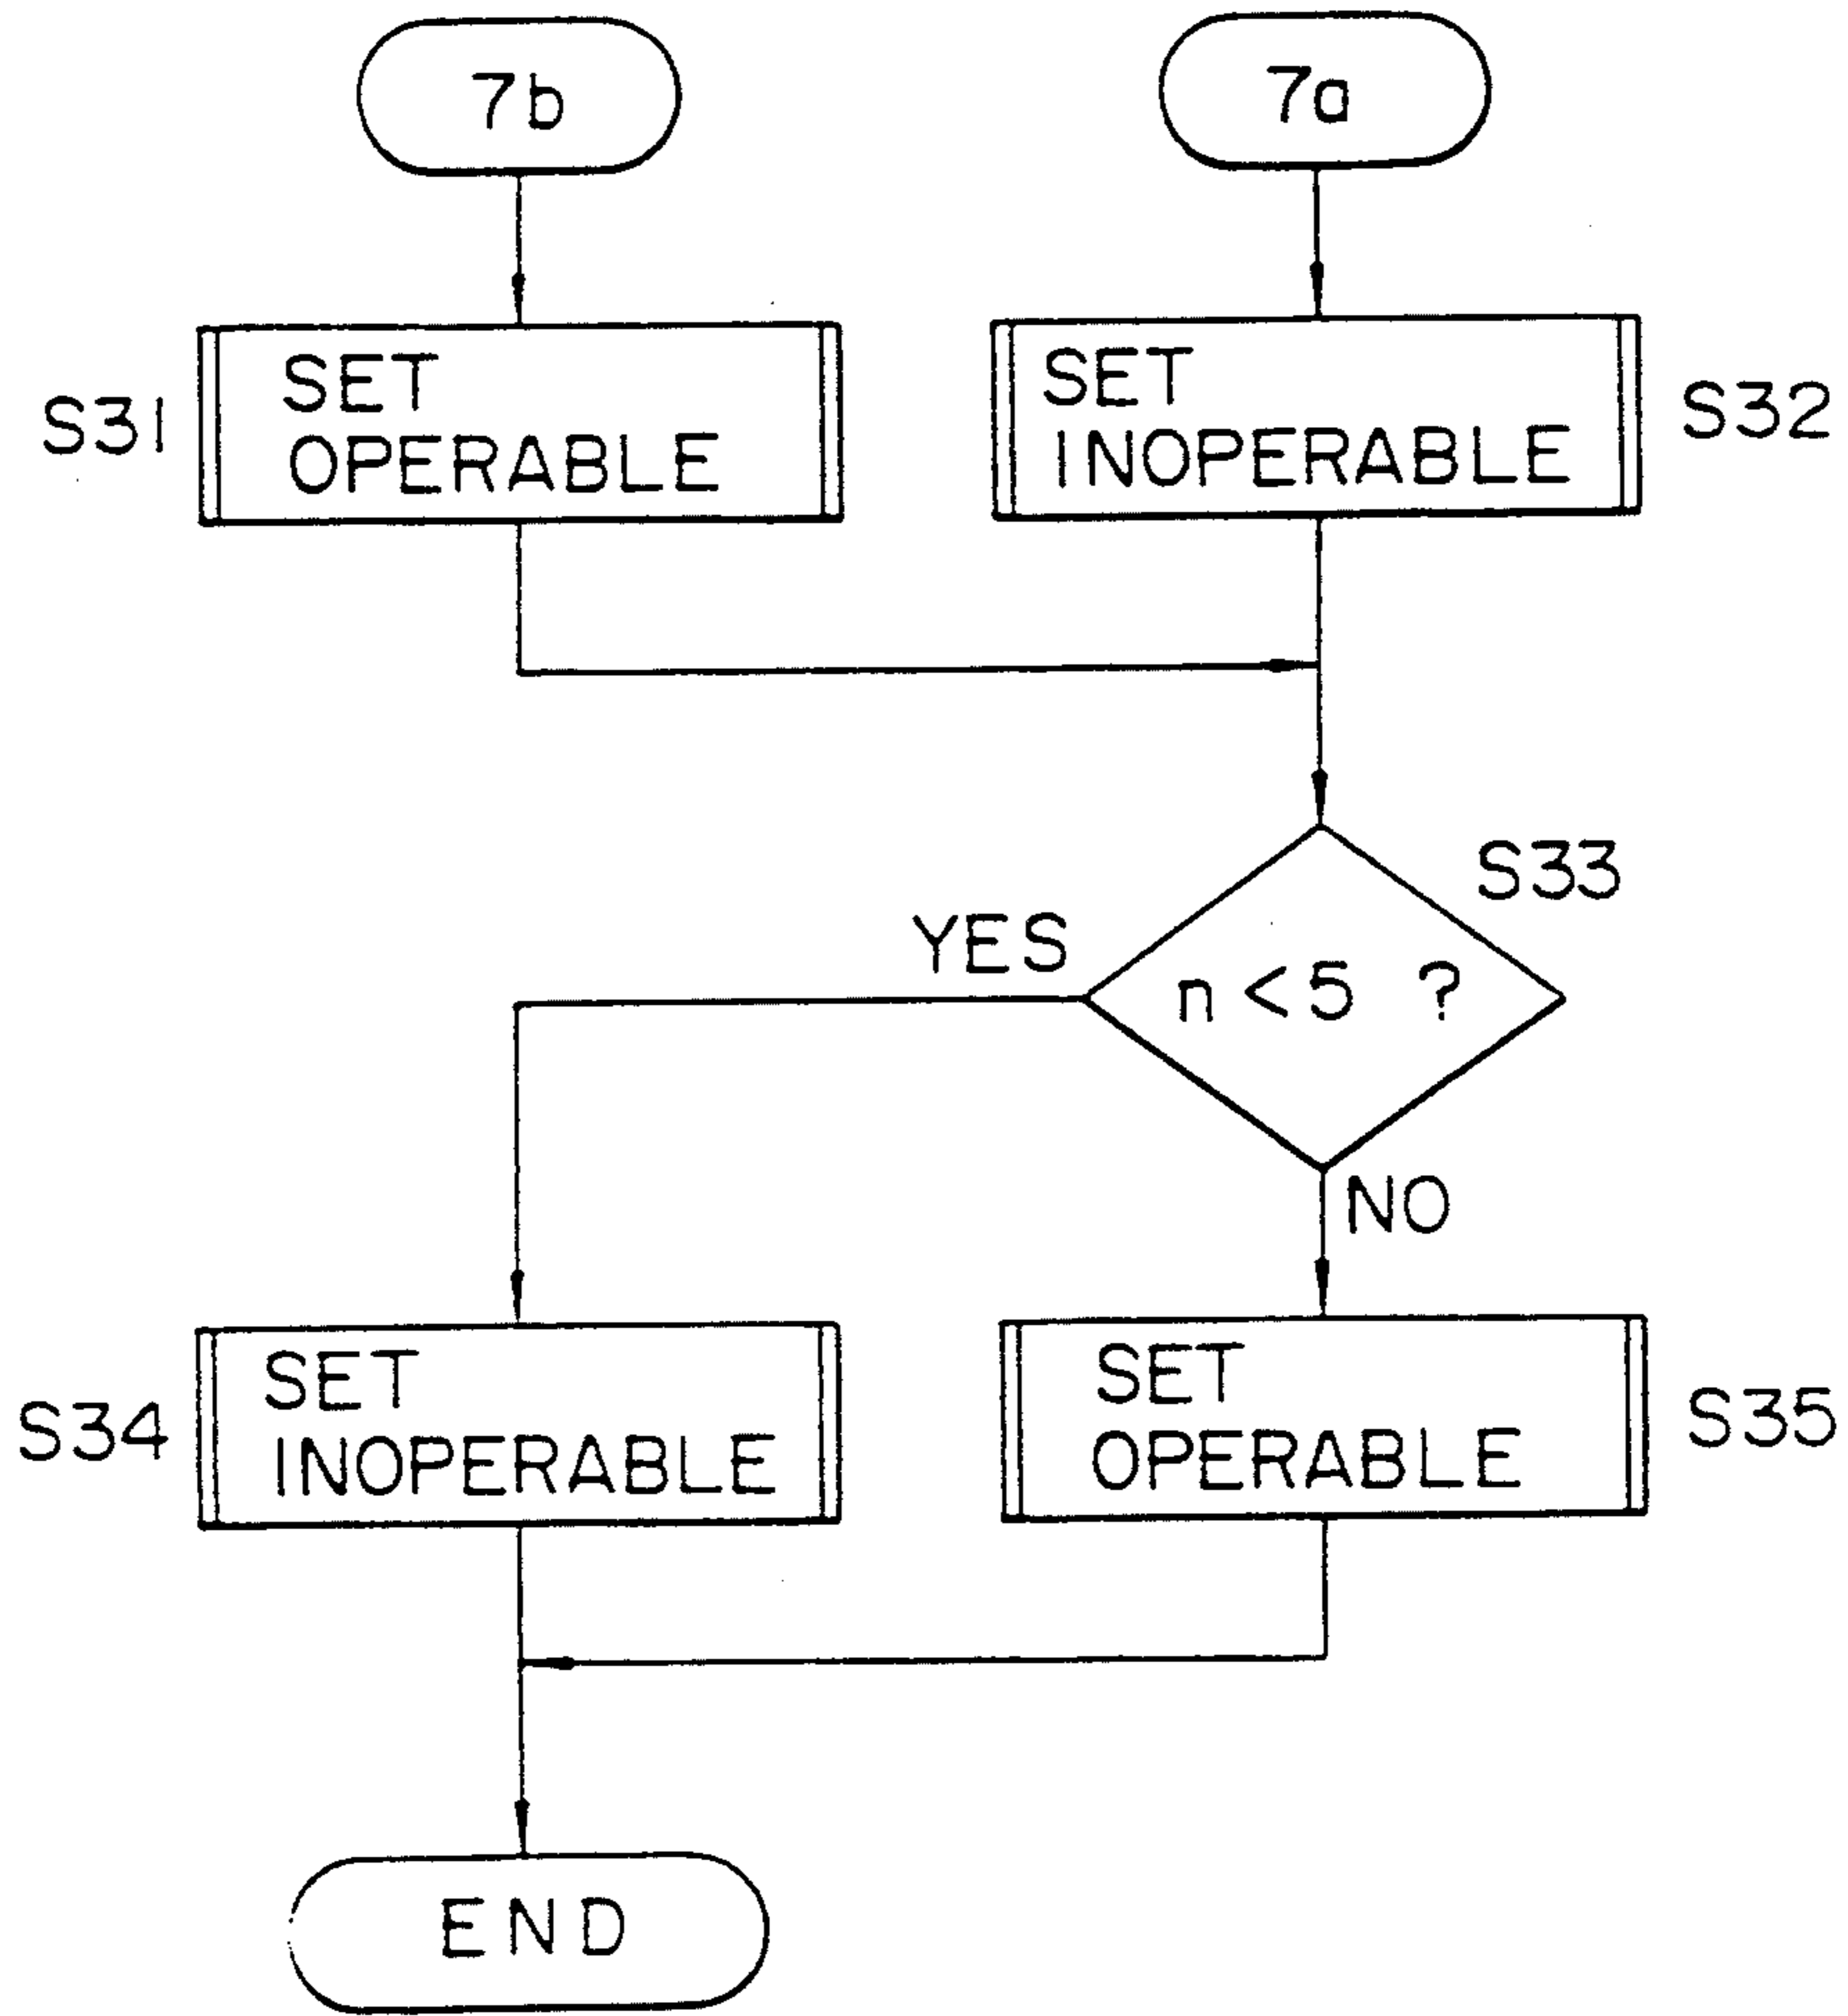 7b
7a
S31
SET
OPERABLE
SET
INOPERABLE
S32
S33
YES
n<5 ?
NO
S34
SET
INOPERABLE
SET
OPERABLE
S35
END